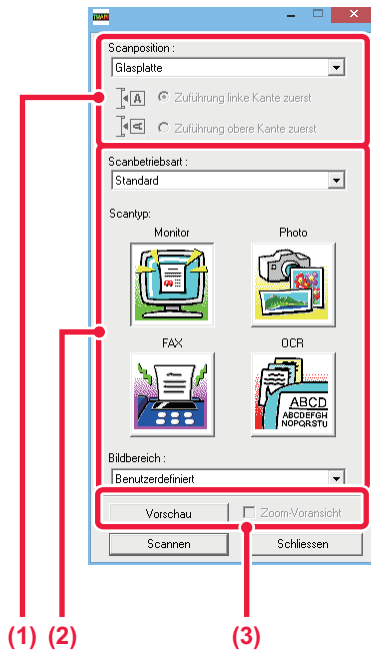 Scanposition :
Glasplatte
A Zuführung linke Kante zuerst
A Zuführung obere Kante zuerst
Scanbetriebsart :
Standard
Scantyp:
Monitor Photo
FAX OCR
ABCD
ABCDEFGH
NOPQRSTU
Bildbereich :
Benutzerdefiniert
Vorschau Zoom-Voransicht
Scannen Schliessen
(1) (2) (3)